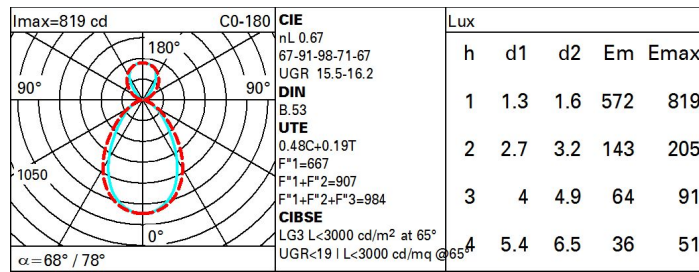 Imax=819 cd C0-180
180°
90° 90°
1050
0°
α=68° / 78°
CIE
nL 0.67
67-91-98-71-67
UGR 15.5-16.2
DIN
B.53
UTE
0.48C+0.19T
F"1=667
F"1+F"2=907
F"1+F"2+F"3=984
CIBSE
LG3 L<3000 cd/m² at 65°
UGR<19 | L<3000 cd/mq @65°
Lux
h d1 d2 Em Emax
1 1.3 1.6 572 819
2 2.7 3.2 143 205
3 4 4.9 64 91
4 5.4 6.5 36 51